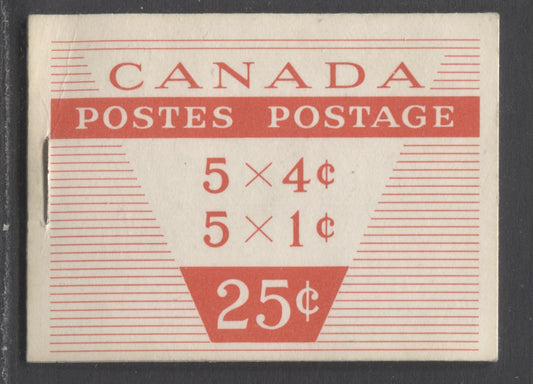 CANADA
POSTES POSTAGE
5 × 4¢
5 × 1¢
25¢